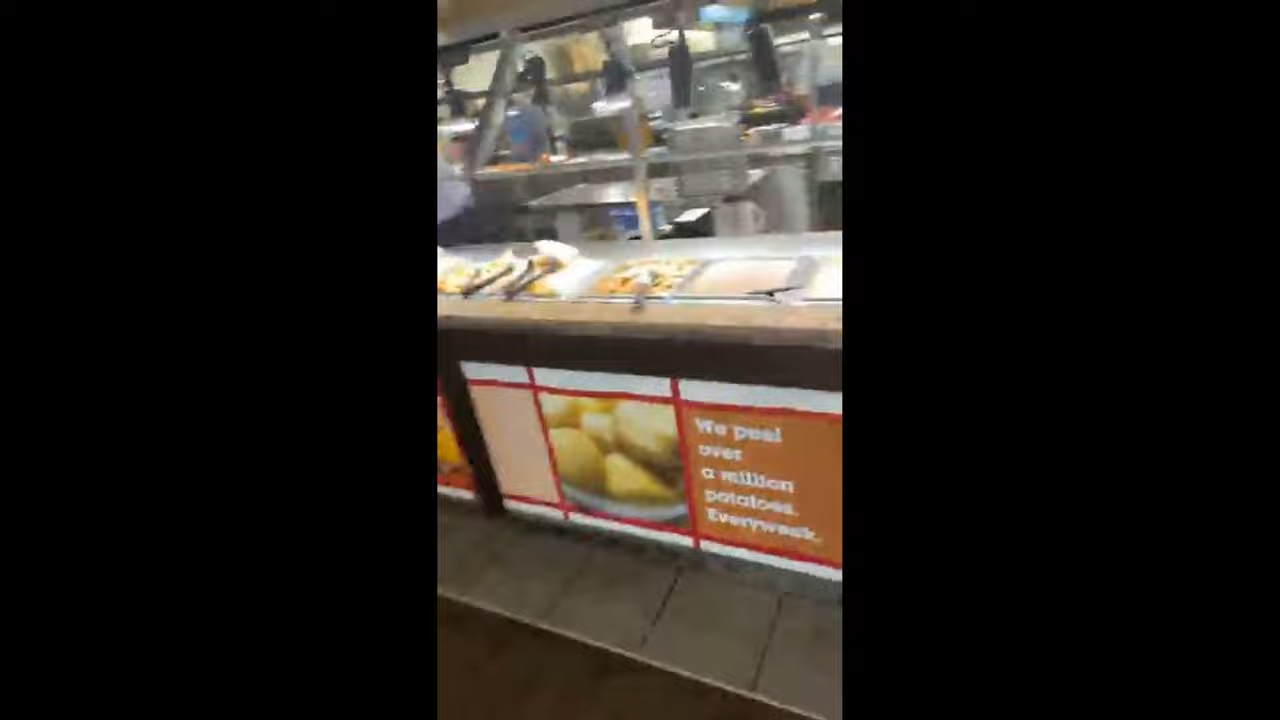 We peel
over
a million
potatoes.
Everyweek.